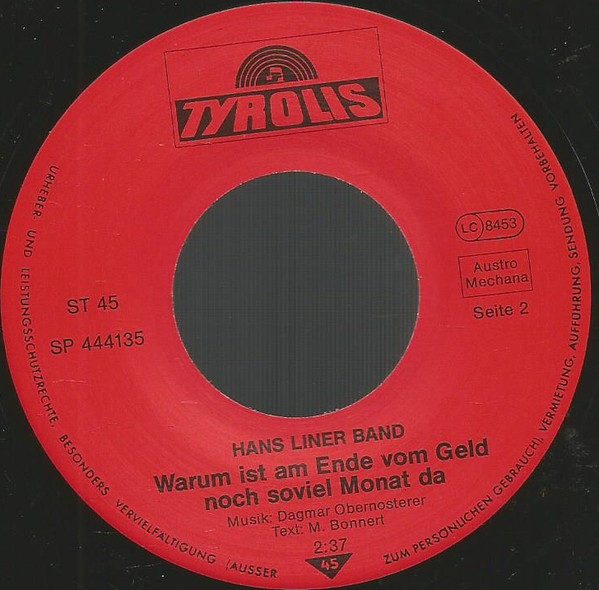 TYROLIS
LC 8453
Austro
Mechana
Seite 2
ST 45
SP 444135
HANS LINER BAND
Warum ist am Ende vom Geld
noch soviel Monat da
Musik: Dagmar Obernosterer
Text: M. Bonnert
2:37
45
URHEBER- UND LEISTUNGSSCHUTZRECHTE, BESONDERS VERVIELFÄLTIGUNG (AUSSER ZUM PERSÖNLICHEN GEBRAUCH), VERMIETUNG, AUFFÜHRUNG, SENDUNG VORBEHALTEN